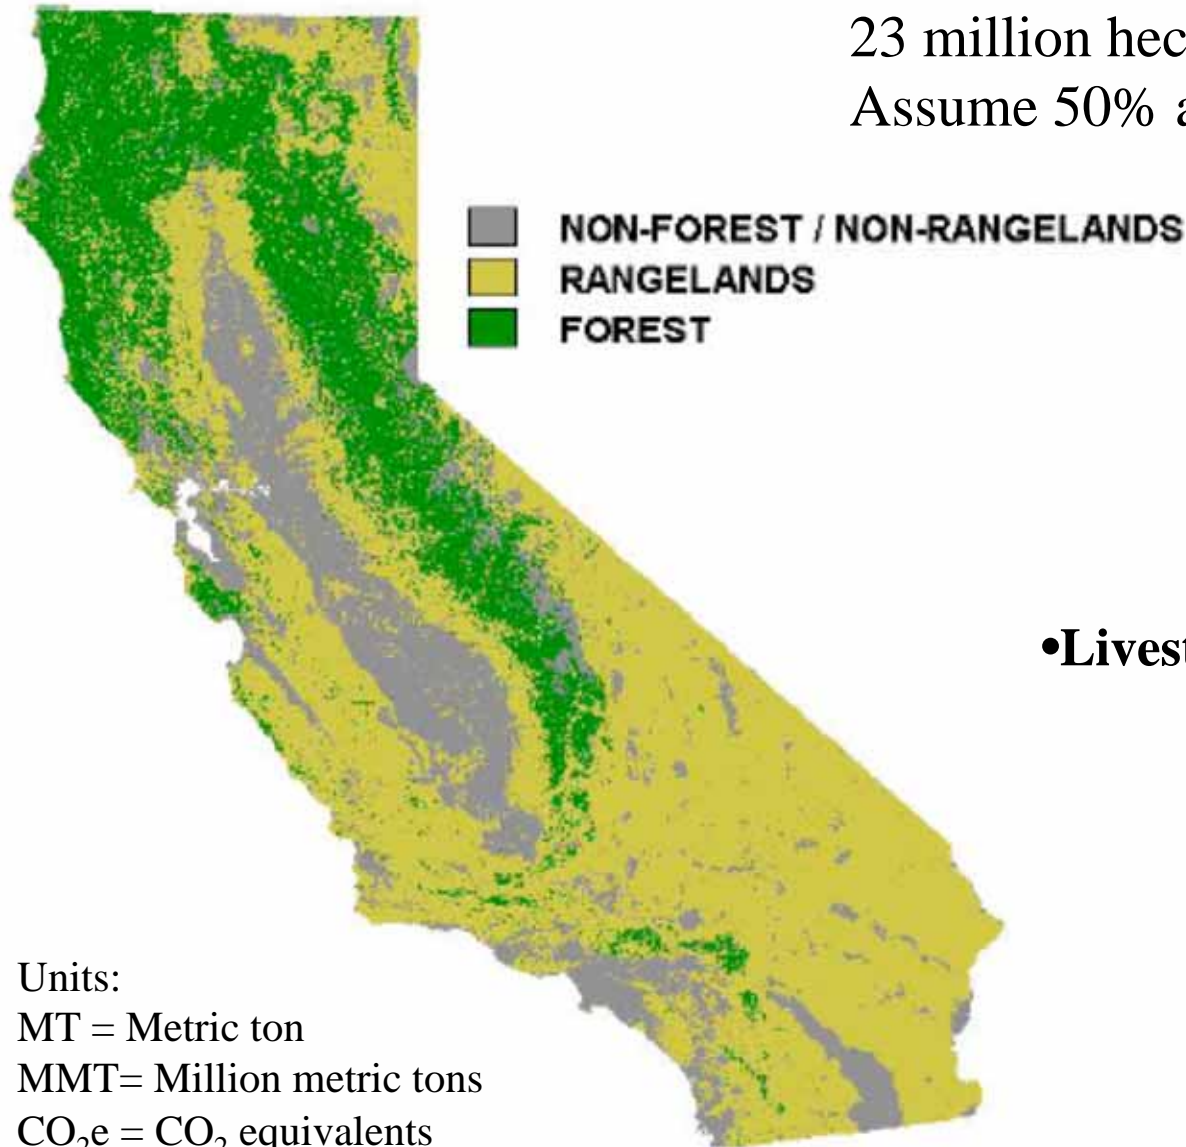 23 million hec
Assume 50% a
NON-FOREST / NON-RANGELANDS
RANGELANDS
FOREST
•Livest
Units:
MT = Metric ton
MMT= Million metric tons
CO₂e = CO₂ equivalents